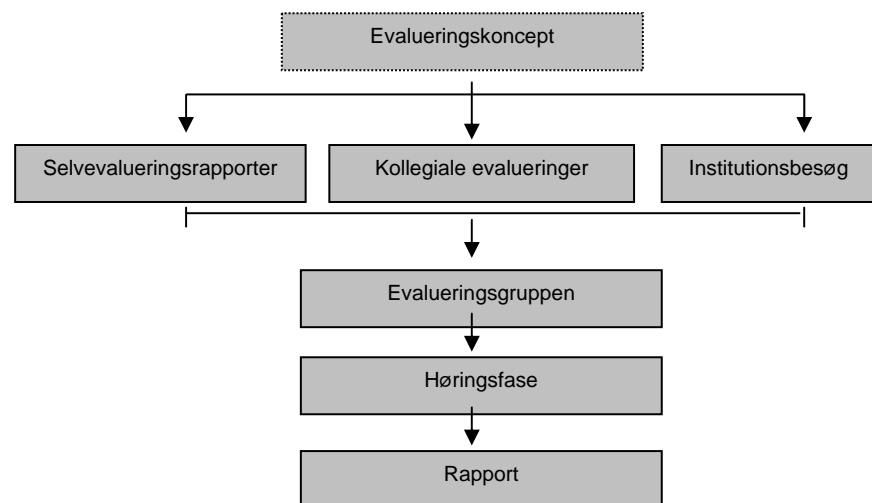 Evalueringskoncept
Selvevalueringsrapporter
Kollegiale evalueringer
Institutionsbesøg
Evalueringsgruppen
Høringsfase
Rapport